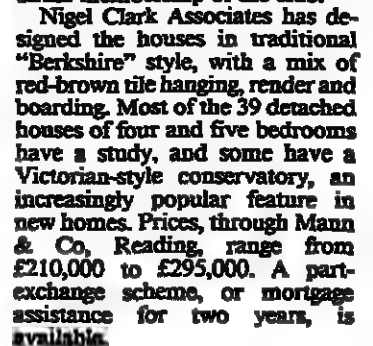 Nigel Clark Associates has de-
signed the houses in traditional
“Berkshire” style, with a mix of
red-brown tile hanging, render and
boarding. Most of the 39 detached
houses of four and five bedrooms
have a study, and some have a
Victorian-style conservatory, an
increasingly popular feature in
new homes. Prices, through Mann
& Co, Reading, range from
£210,000 to £295,000. A part-
exchange scheme, or mortgage
assistance for two years, is
available.